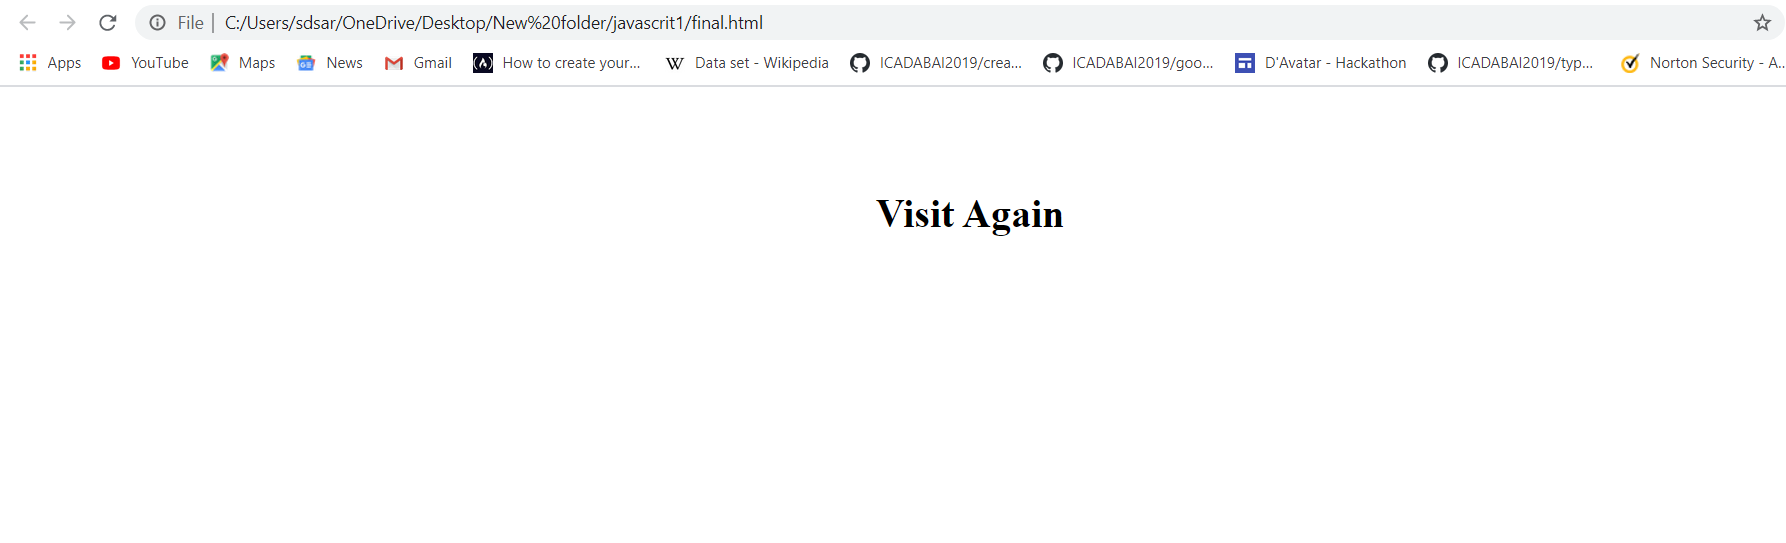 File | C:/Users/sdsar/OneDrive/Desktop/New%20folder/javascrit1/final.html
Apps YouTube Maps News Gmail How to create your... W Data set - Wikipedia ICADABAI2019/crea... ICADABAI2019/goo... D'Avatar - Hackathon ICADABAI2019/typ... Norton Security - A...
Visit Again